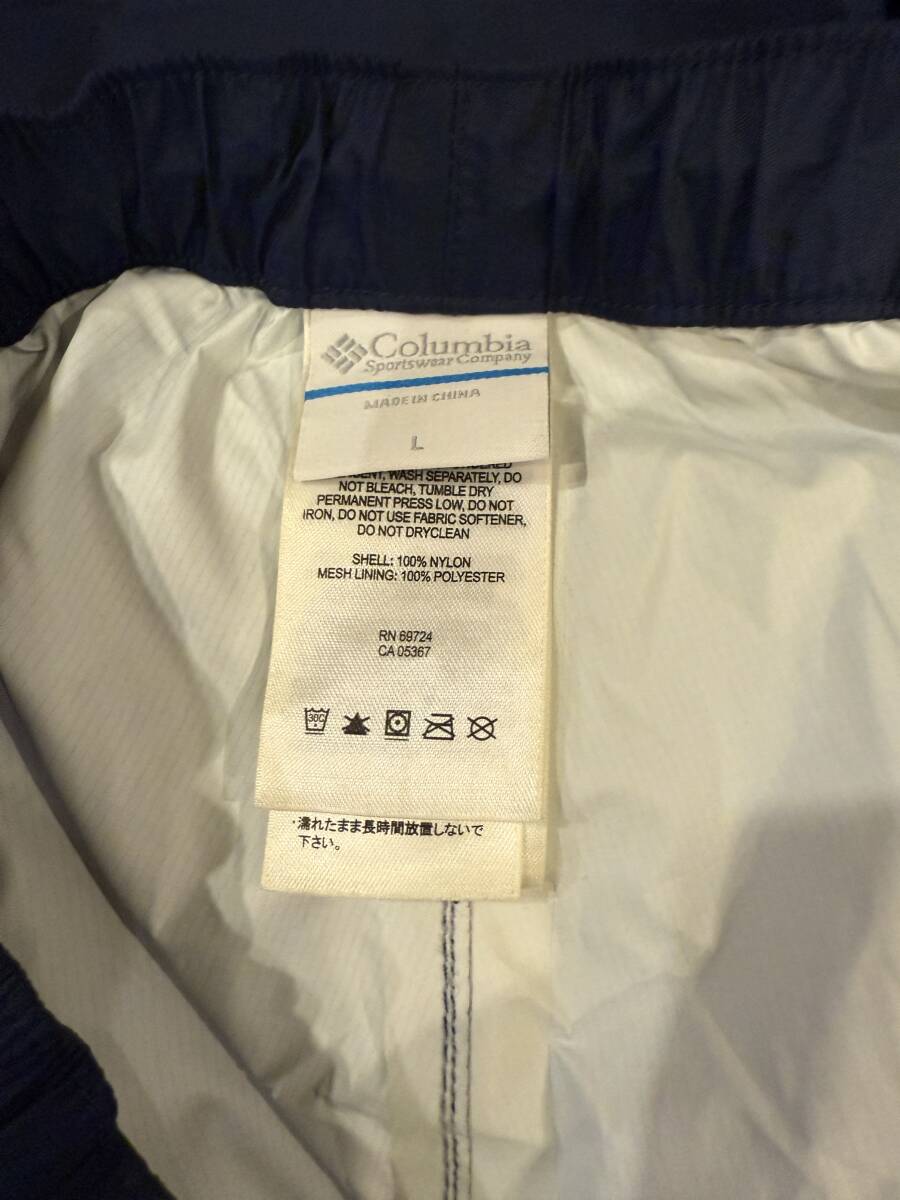 Columbia
Sportswear Company
MADE IN CHINA
L
WASH SEPARATELY, DO
NOT BLEACH, TUMBLE DRY
PERMANENT PRESS LOW, DO NOT
IRON, DO NOT USE FABRIC SOFTENER,
DO NOT DRYCLEAN
SHELL: 100% NYLON
MESH LINING: 100% POLYESTER
RN 69724
CA 05367
30C
・濡れたまま長時間放置しないで
下さい。